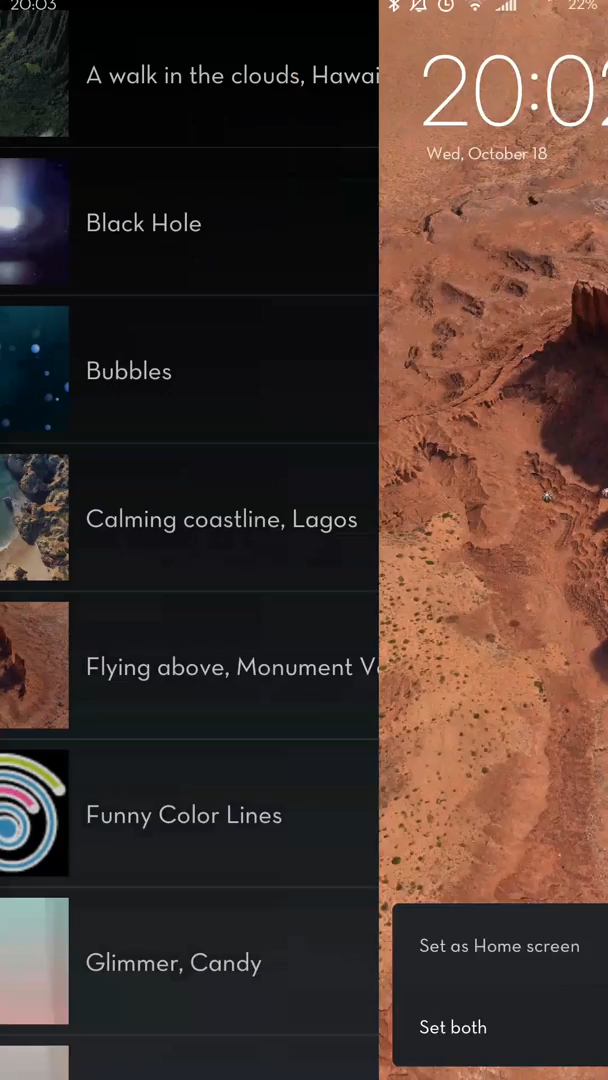 20:03
A walk in the clouds, Hawai
Black Hole
Bubbles
Calming coastline, Lagos
Flying above, Monument V
Funny Color Lines
Glimmer, Candy
22%
20:02
Wed, October 18
Set as Home screen
Set both